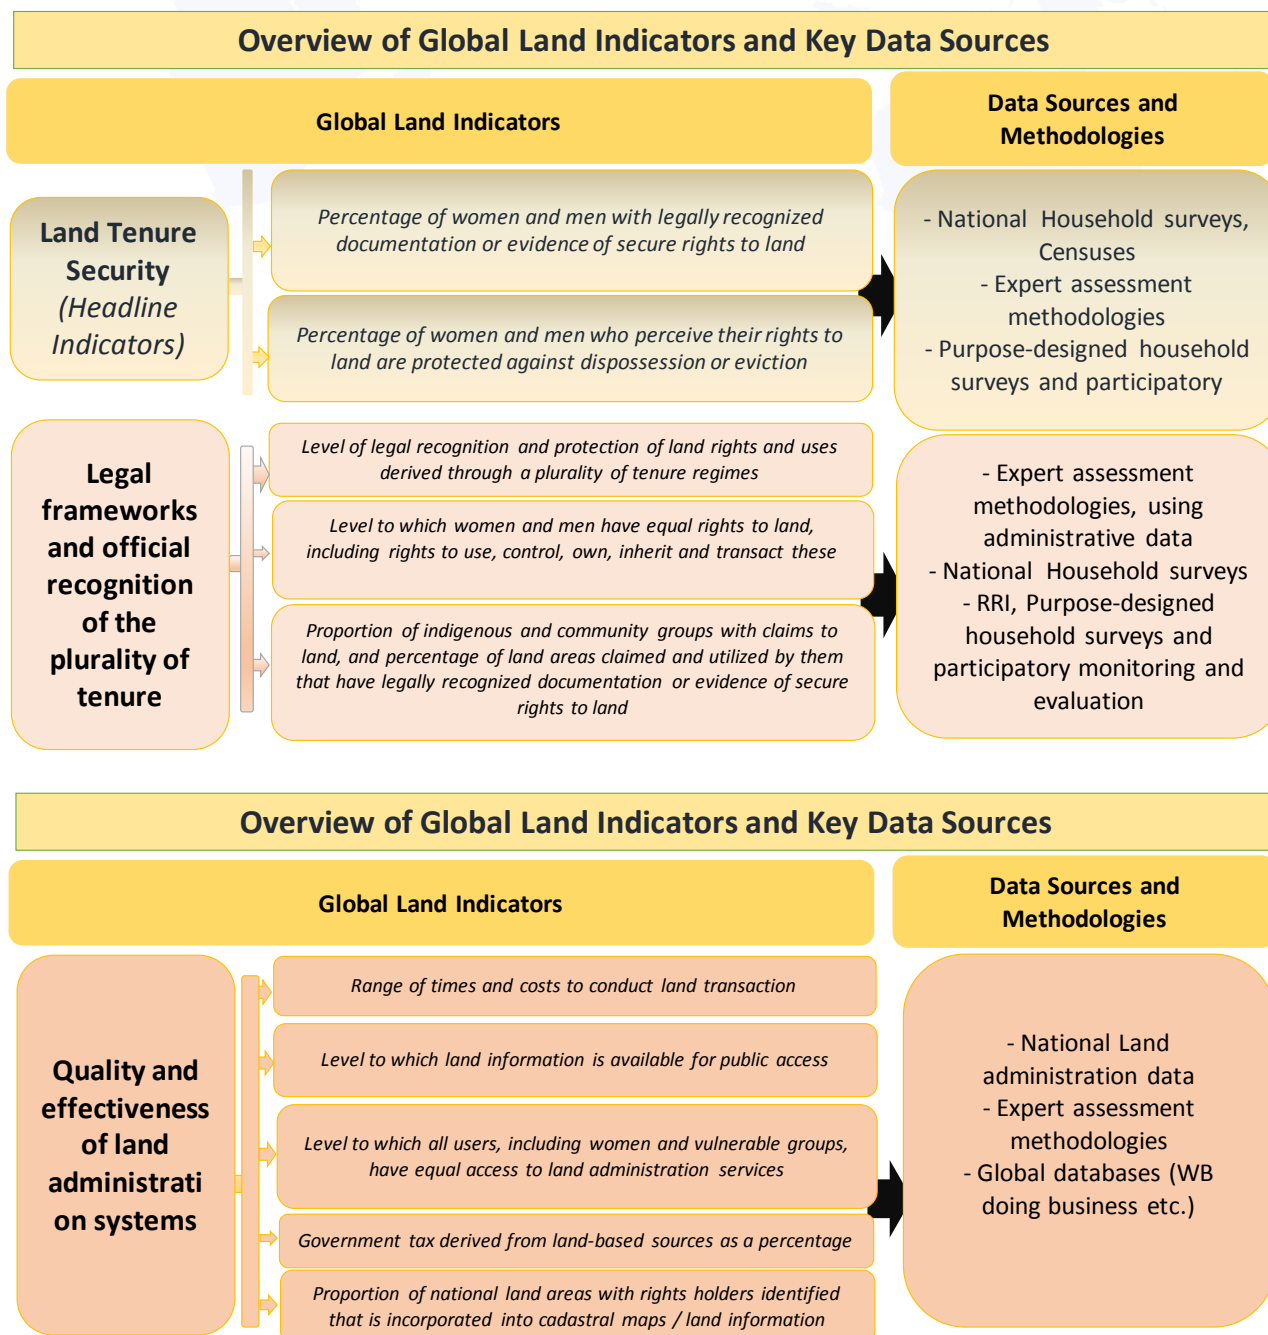 Overview of Global Land Indicators and Key Data Sources
Global Land Indicators
Data Sources and
Methodologies
Land Tenure
Security
(Headline
Indicators)
Percentage of women and men with legally recognized
documentation or evidence of secure rights to land
Percentage of women and men who perceive their rights to
land are protected against dispossession or eviction
- National Household surveys,
Censuses
- Expert assessment
methodologies
- Purpose-designed household
surveys and participatory
Legal
frameworks
and official
recognition
of the
plurality of
tenure
Level of legal recognition and protection of land rights and uses
derived through a plurality of tenure regimes
Level to which women and men have equal rights to land,
including rights to use, control, own, inherit and transact these
Proportion of indigenous and community groups with claims to
land, and percentage of land areas claimed and utilized by them
that have legally recognized documentation or evidence of secure
rights to land
- Expert assessment
methodologies, using
administrative data
- National Household surveys
- RRI, Purpose-designed
household surveys and
participatory monitoring and
evaluation
Overview of Global Land Indicators and Key Data Sources
Global Land Indicators
Data Sources and
Methodologies
Quality and
effectiveness
of land
administrati
on systems
Range of times and costs to conduct land transaction
Level to which land information is available for public access
Level to which all users, including women and vulnerable groups,
have equal access to land administration services
Government tax derived from land-based sources as a percentage
Proportion of national land areas with rights holders identified
that is incorporated into cadastral maps / land information
- National Land
administration data
- Expert assessment
methodologies
- Global databases (WB
doing business etc.)